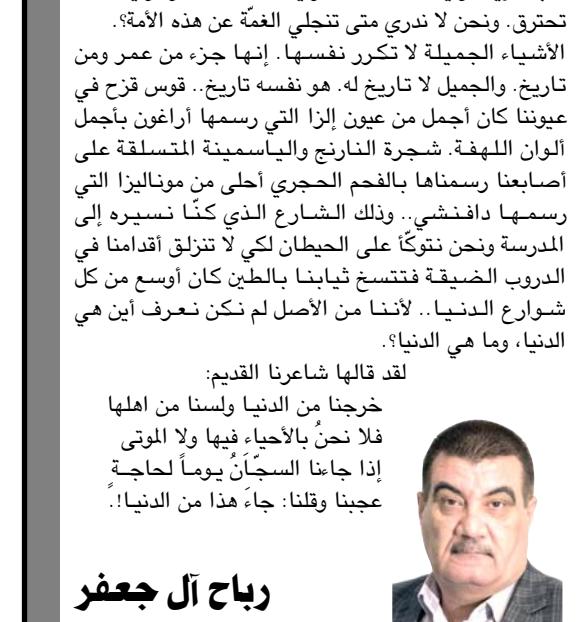 تحترق. ونحن لا ندري متى تنجلي الغمّة عن هذه الأمة؟.
الأشياء الجميلة لا تكرر نفسها. إنها جزء من عمر ومن
تاريخ. والجميل لا تاريخ له. هو نفسه تاريخ.. قوس قزح في
عيوننا كان أجمل من عيون إلزا التي رسمها أراغون بأجمل
ألوان اللهفة. شجرة النارنج والياسمينة المتسلقة على
أصابعنا رسمناها بالفحم الحجري أحلى من موناليزا التي
رسمها دافنشي.. وذلك الشارع الذي كنّا نسيره إلى
المدرسة ونحن نتوكّأ على الحيطان لكي لا تنزلق أقدامنا في
الدروب الضيقة فتتسخ ثيابنا بالطين كان أوسع من كل
شوارع الدنيا.. لأننا من الأصل لم نكن نعرف أين هي
الدنيا، وما هي الدنيا؟.
لقد قالها شاعرنا القديم:
خرجنا من الدنيا ولسنا من اهلها
فلا نحنُ بالأحياء فيها ولا الموتى
إذا جاءنا السجّانُ يوماً لحاجةٍ
عجبنا وقلنا: جاءَ هذا من الدنيا!.
رباح آل جعفر